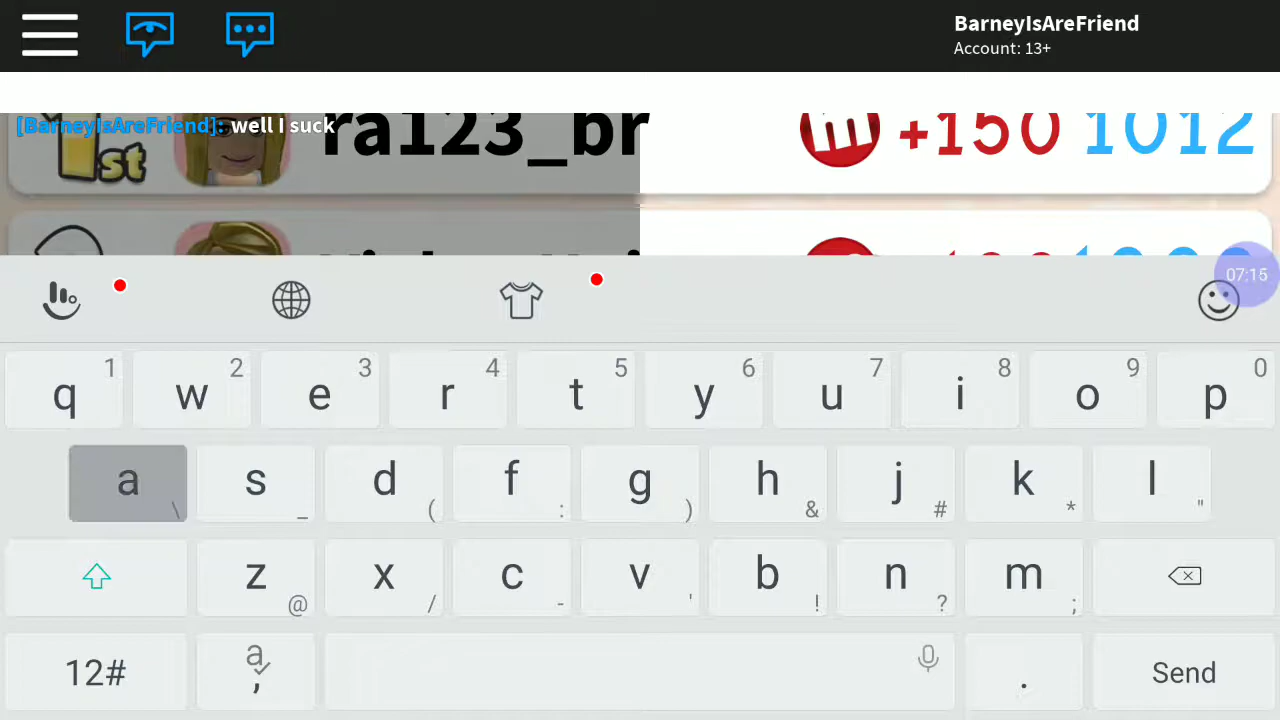 BarneyIsAreFriend
Account: 13+
[BarneyIsAreFriend]: well I suck
1st ra123_br +150 1012
07:15
q 1 w 2 e 3 r 4 t 5 y 6 u 7 i 8 o 9 p 0
a \ s _ d ( f : g ) h & j # k * l "
z @ x / c - v ' b ! n ? m ;
12# a , . Send